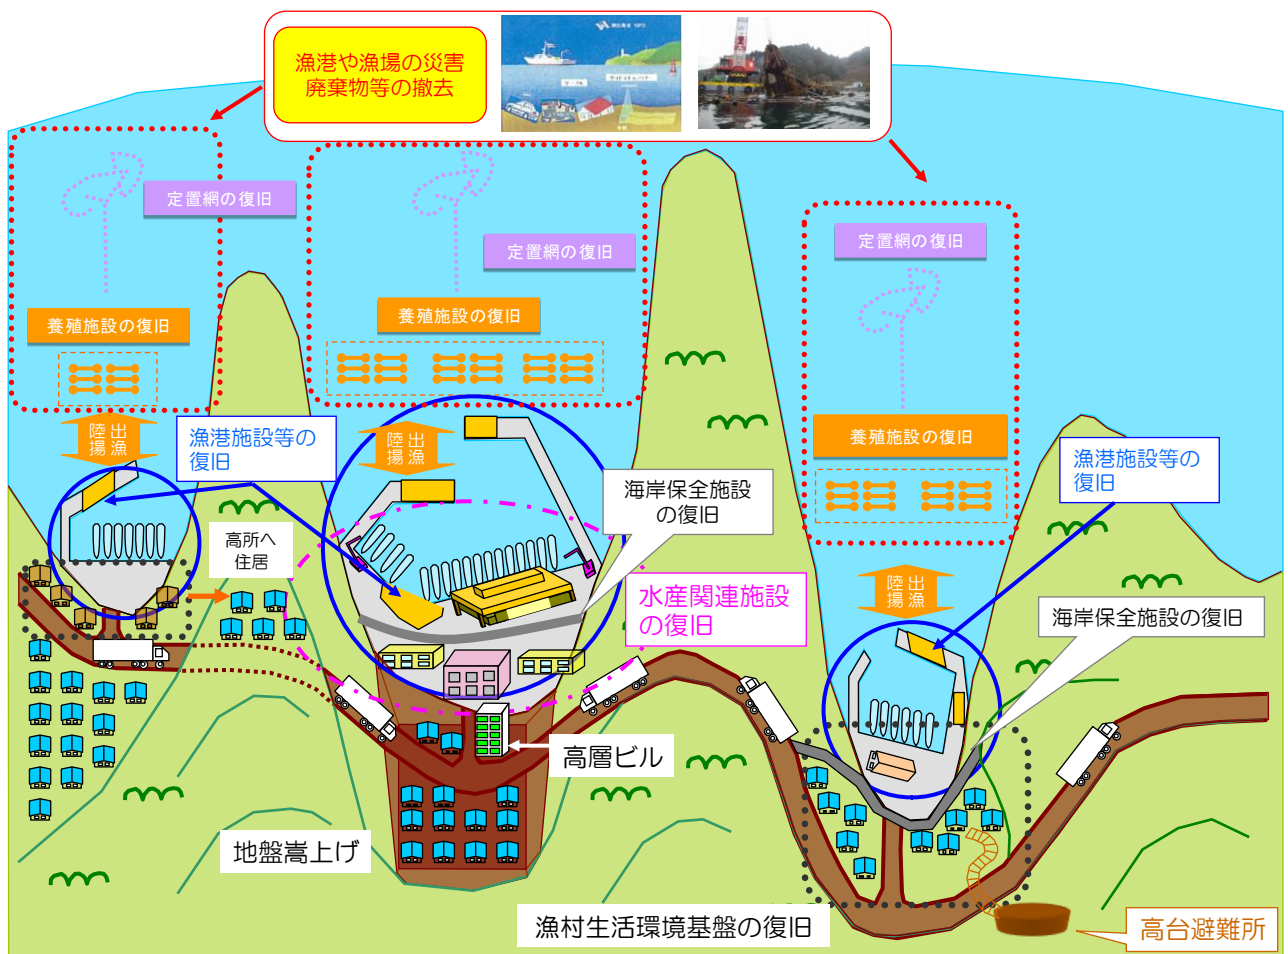 漁港や漁場の災害
廃棄物等の撤去
定置網の復旧
定置網の復旧
定置網の復旧
養殖施設の復旧
養殖施設の復旧
養殖施設の復旧
陸揚
出漁
陸揚
出漁
陸揚
出漁
漁港施設等の
復旧
漁港施設等の
復旧
海岸保全施設
の復旧
高所へ
住居
水産関連施設
の復旧
海岸保全施設の復旧
高層ビル
地盤嵩上げ
漁村生活環境基盤の復旧
高台避難所